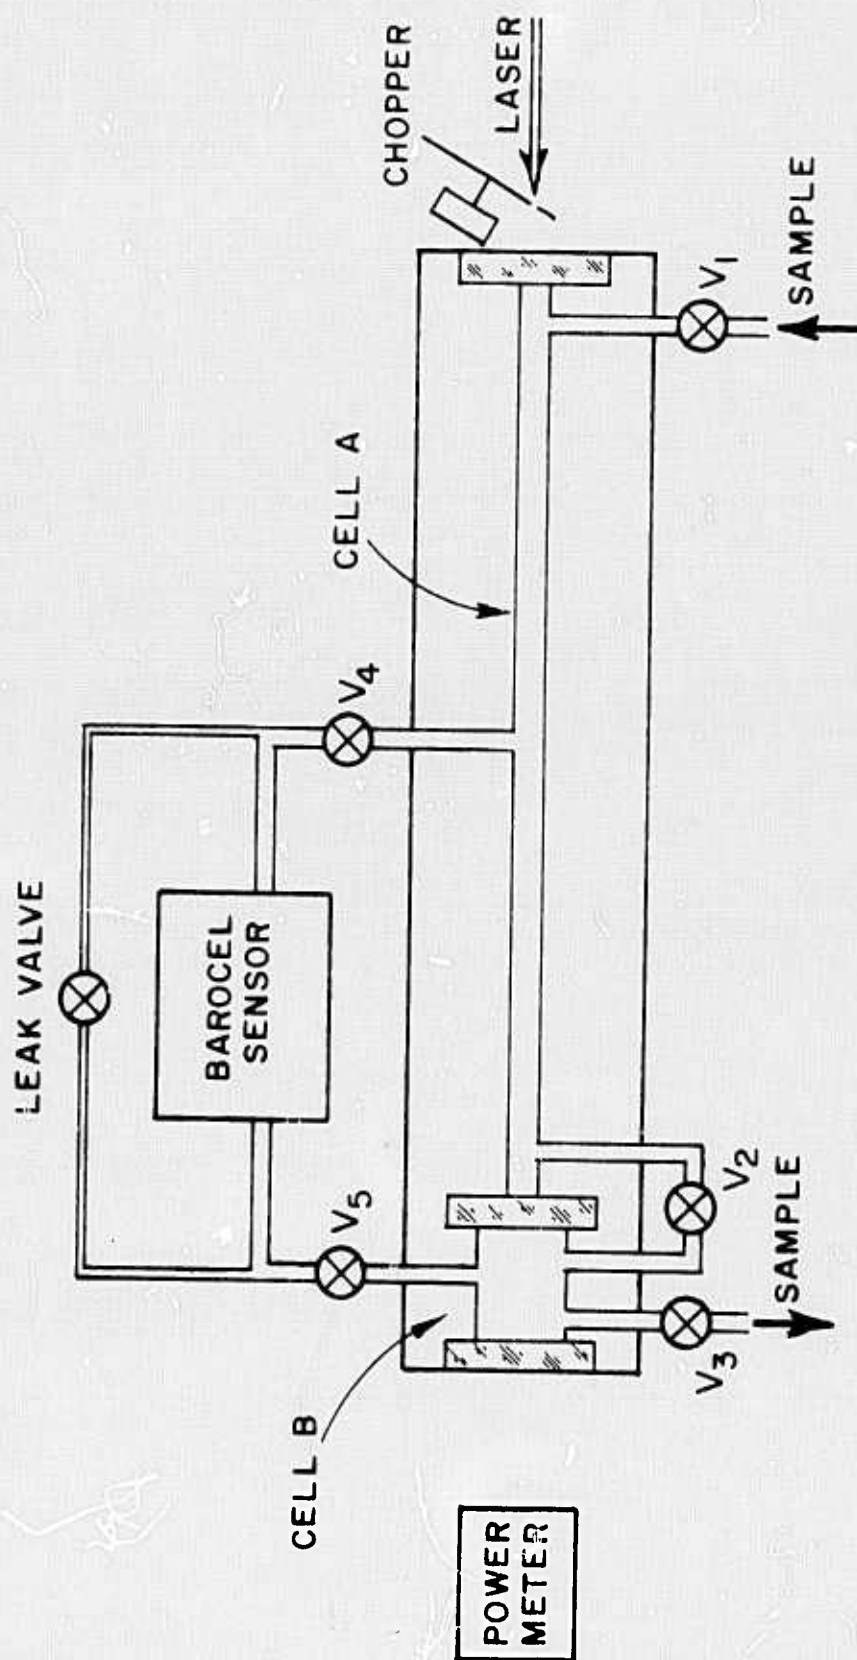 LEAK VALVE
BAROCEL
SENSOR
V5
V4
CELL B
CELL A
CHOPPER
LASER
POWER
METER
V3
SAMPLE
V2
V1
SAMPLE